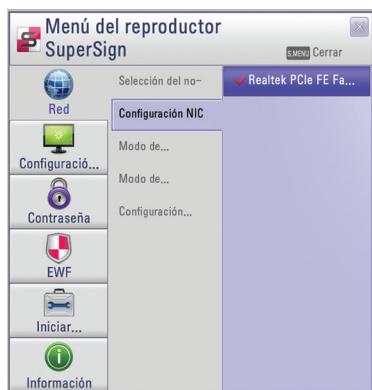 Menú del reproductor
SuperSign
S.MENU Cerrar
Red
Configuració...
Contraseña
EWF
Iniciar...
Información
Selección del no-
Configuración NIC
Modo de...
Modo de...
Configuración...
Realtek PCIe FE Fa...